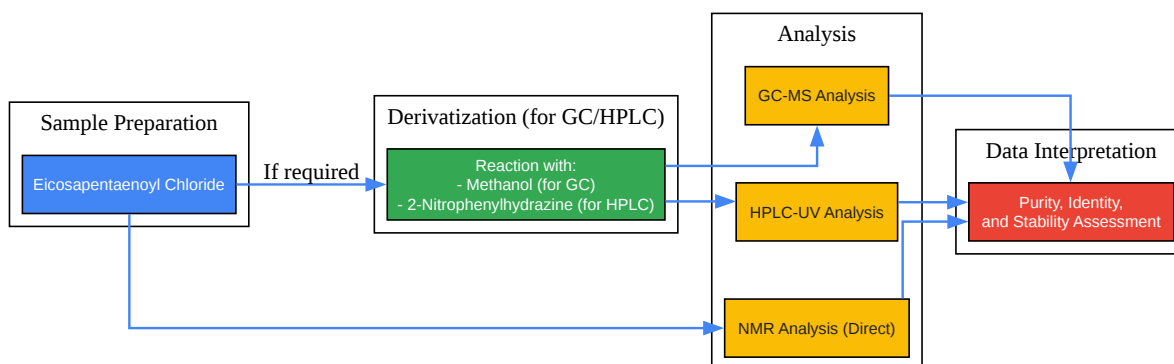 Sample Preparation
Eicosapentaenoyl Chloride
If required
Derivatization (for GC/HPLC)
Reaction with:
- Methanol (for GC)
- 2-Nitrophenylhydrazine (for HPLC)
Analysis
GC-MS Analysis
HPLC-UV Analysis
NMR Analysis (Direct)
Data Interpretation
Purity, Identity,
and Stability Assessment